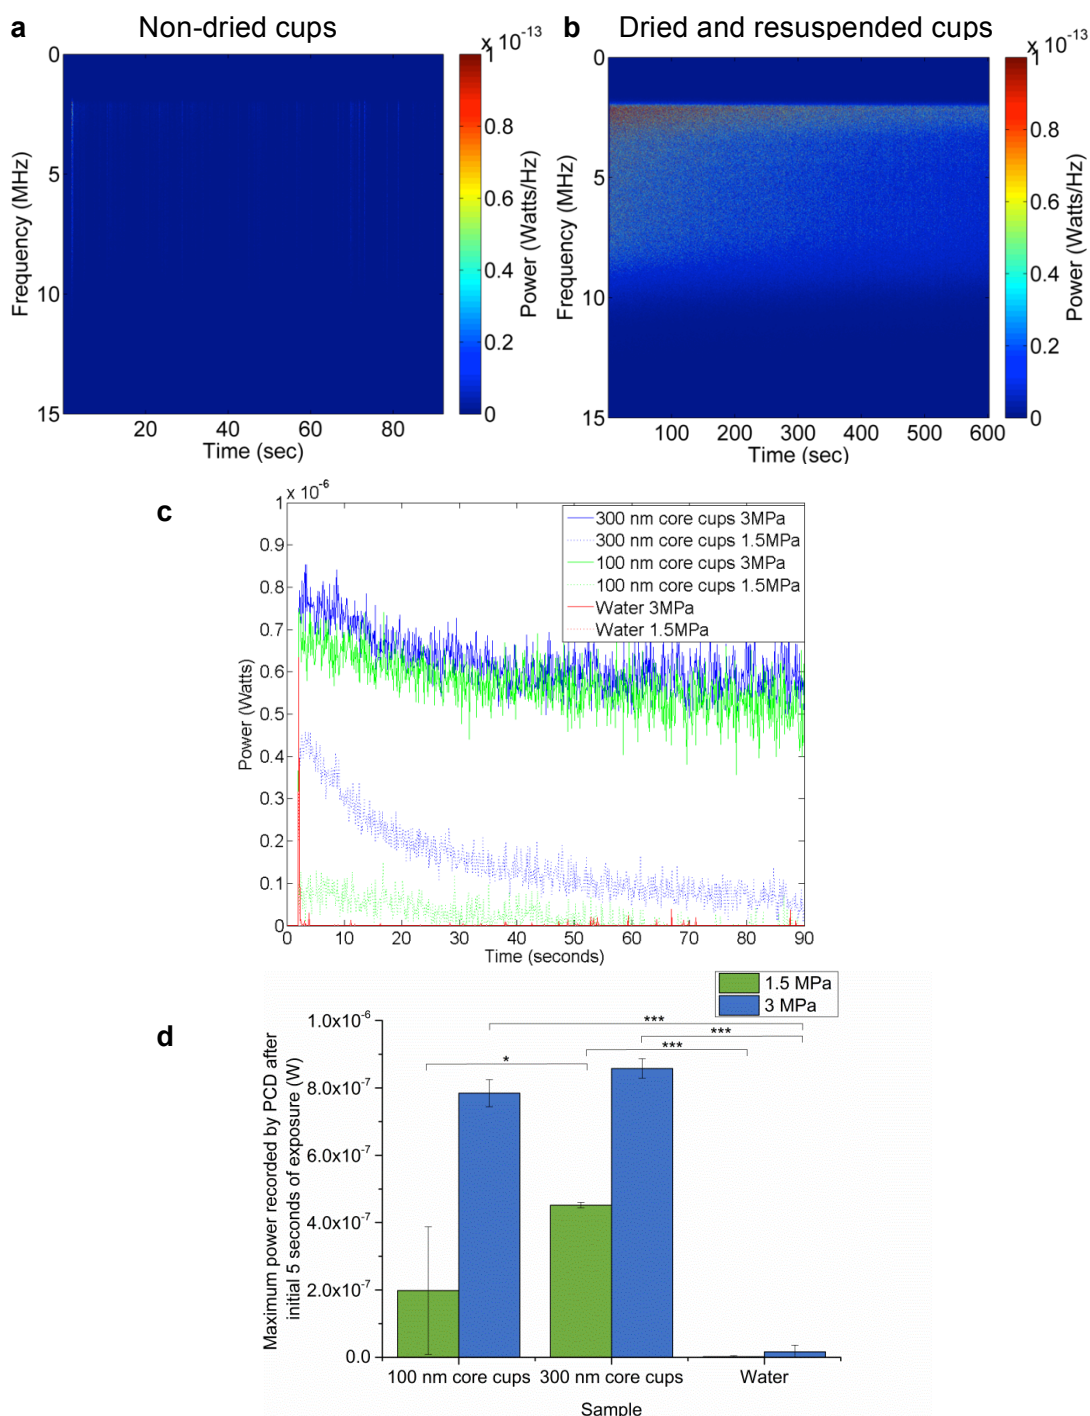 a
Non-dried cups
x 10-13
0
5
10
15
Frequency (MHz)
20
40
60
80
Time (sec)
1
0.8
0.6
0.4
0.2
0
Power (Watts/Hz)
b
Dried and resuspended cups
x 10-13
0
5
10
15
Frequency (MHz)
100
200
300
400
500
600
Time (sec)
1
0.8
0.6
0.4
0.2
0
Power (Watts/Hz)
c
x 10-6
1
0.9
0.8
0.7
0.6
0.5
0.4
0.3
0.2
0.1
0
Power (Watts)
300 nm core cups 3MPa
300 nm core cups 1.5MPa
100 nm core cups 3MPa
100 nm core cups 1.5MPa
Water 3MPa
Water 1.5MPa
0
10
20
30
40
50
60
70
80
90
Time (seconds)
d
1.5 MPa
3 MPa
Maximum power recorded by PCD after
initial 5 seconds of exposure (W)
1.0x10-6
8.0x10-7
6.0x10-7
4.0x10-7
2.0x10-7
0.0
***
***
***
*
100 nm core cups
300 nm core cups
Water
Sample